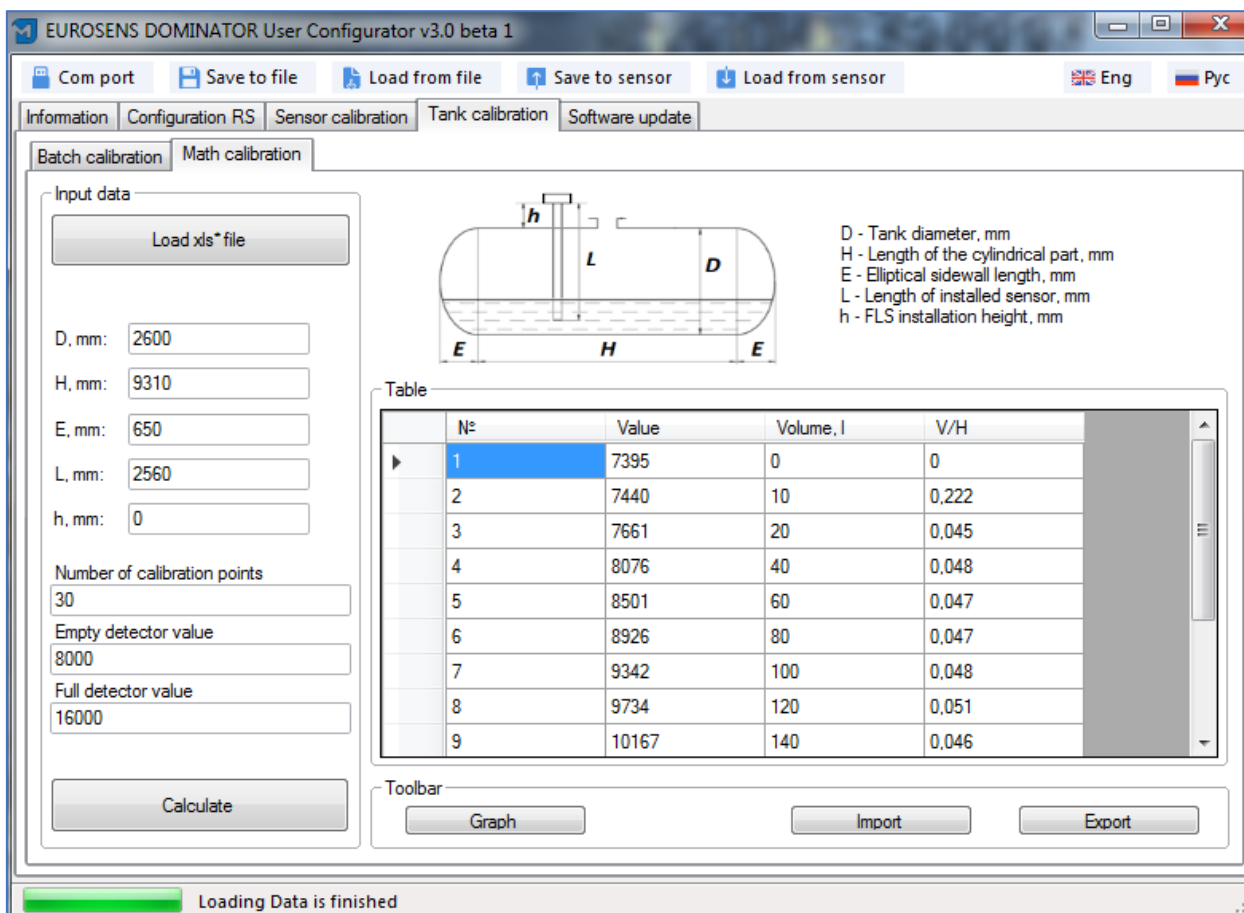 EUROSENS DOMINATOR User Configurator v3.0 beta 1
Com port Save to file Load from file Save to sensor Load from sensor Eng Рус
Information Configuration RS Sensor calibration Tank calibration Software update
Batch calibration Math calibration
Input data
Load xls* file
D, mm: 2600
H, mm: 9310
E, mm: 650
L, mm: 2560
h, mm: 0
Number of calibration points
30
Empty detector value
8000
Full detector value
16000
Calculate
h
L
D
E H E
D - Tank diameter, mm
H - Length of the cylindrical part, mm
E - Elliptical sidewall length, mm
L - Length of installed sensor, mm
h - FLS installation height, mm
Table
№ Value Volume, l V/H
1 7395 0 0
2 7440 10 0,222
3 7661 20 0,045
4 8076 40 0,048
5 8501 60 0,047
6 8926 80 0,047
7 9342 100 0,048
8 9734 120 0,051
9 10167 140 0,046
Toolbar
Graph Import Export
Loading Data is finished